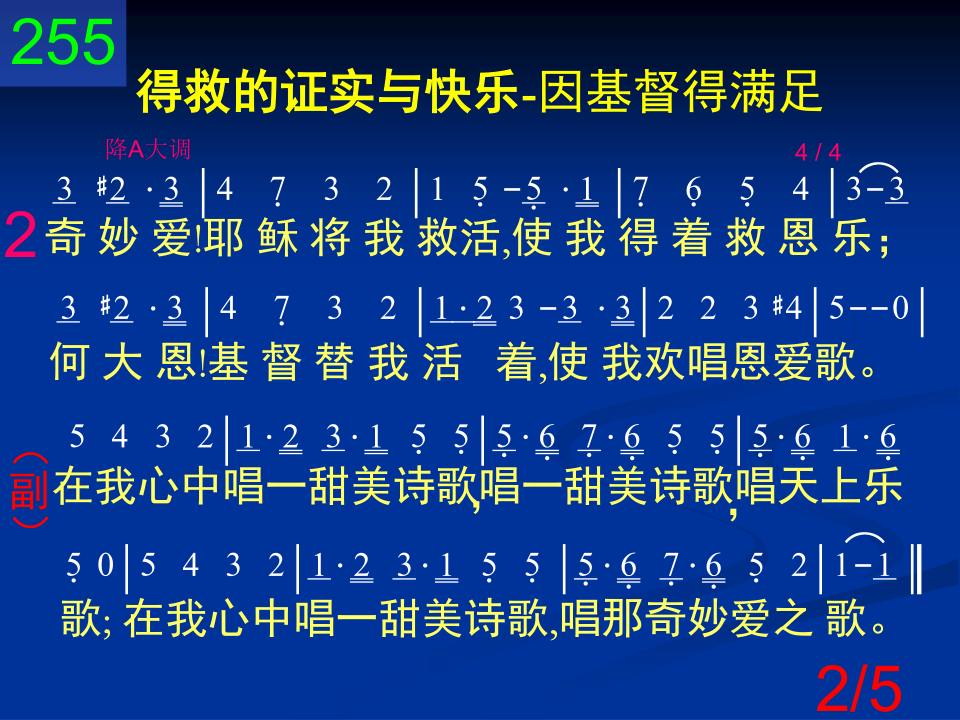 255
得救的证实与快乐-因基督得满足
降A大调 4 / 4
3 #2 · 3 | 4 7̣ 3 2 | 1 5̣ - 5̣ · 1 | 7̣ 6̣ 5̣ 4 | 3 - 3
2 奇妙爱!耶稣将我救活,使我得着救恩乐；
3 #2 · 3 | 4 7̣ 3 2 | 1 · 2 3 - 3 · 3 | 2 2 3 #4 | 5 - - 0 |
何大恩!基督替我活 着,使 我欢唱恩爱歌。
5 4 3 2 | 1 · 2 3 · 1 5̣ 5̣ | 5̣ · 6̣ 7̣ · 6̣ 5̣ 5̣ | 5̣ · 6̣ 1 · 6̣
（副） 在我心中唱一甜美诗歌,唱一甜美诗歌,唱天上乐
5̣ 0 | 5 4 3 2 | 1 · 2 3 · 1 5̣ 5̣ | 5̣ · 6̣ 7̣ · 6̣ 5̣ 2 | 1 - 1 ‖
歌; 在我心中唱一甜美诗歌,唱那奇妙爱之 歌。
2/5